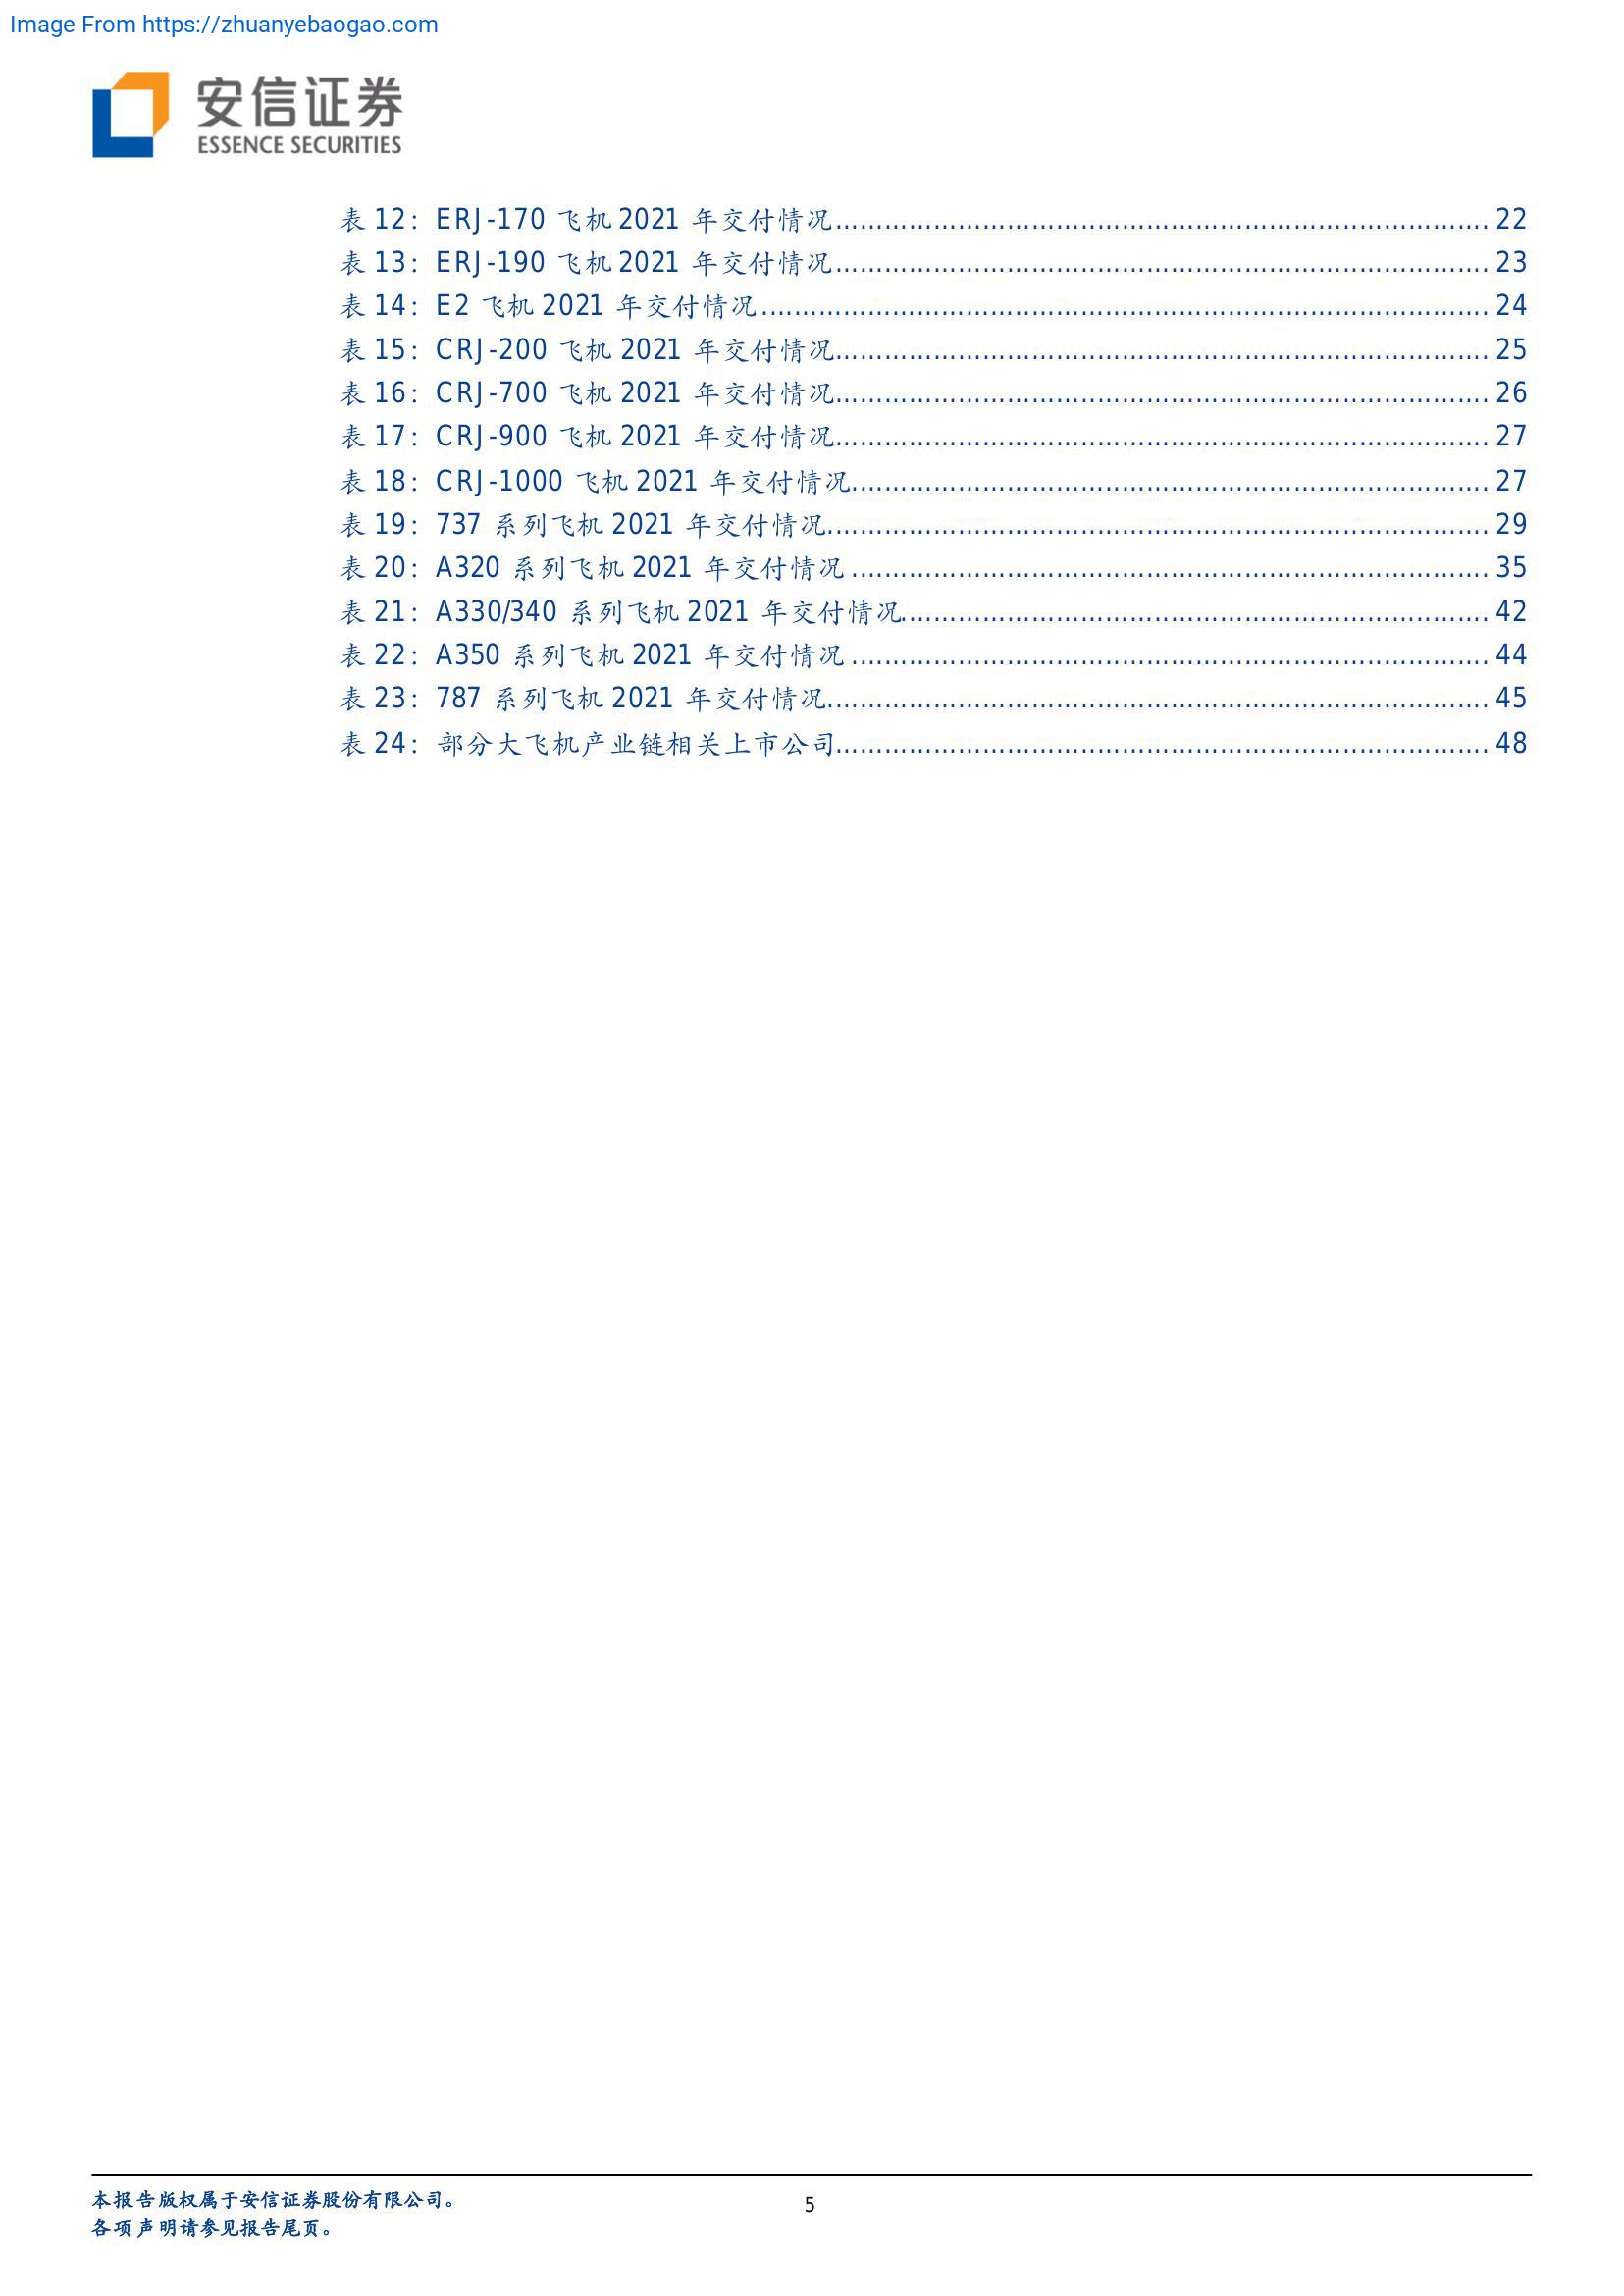 Image From https://zhuanyebaogao.com
安信证券
ESSENCE SECURITIES
表 12：ERJ-170 飞机 2021 年交付情况................................................................................ 22
表 13：ERJ-190 飞机 2021 年交付情况................................................................................ 23
表 14：E2 飞机 2021 年交付情况......................................................................................... 24
表 15：CRJ-200 飞机 2021 年交付情况................................................................................ 25
表 16：CRJ-700 飞机 2021 年交付情况................................................................................ 26
表 17：CRJ-900 飞机 2021 年交付情况................................................................................ 27
表 18：CRJ-1000 飞机 2021 年交付情况.............................................................................. 27
表 19：737 系列飞机 2021 年交付情况................................................................................. 29
表 20：A320 系列飞机 2021 年交付情况 .............................................................................. 35
表 21：A330/340 系列飞机 2021 年交付情况........................................................................ 42
表 22：A350 系列飞机 2021 年交付情况 .............................................................................. 44
表 23：787 系列飞机 2021 年交付情况................................................................................. 45
表 24：部分大飞机产业链相关上市公司................................................................................ 48
本报告版权属于安信证券股份有限公司。
各项声明请参见报告尾页。
5